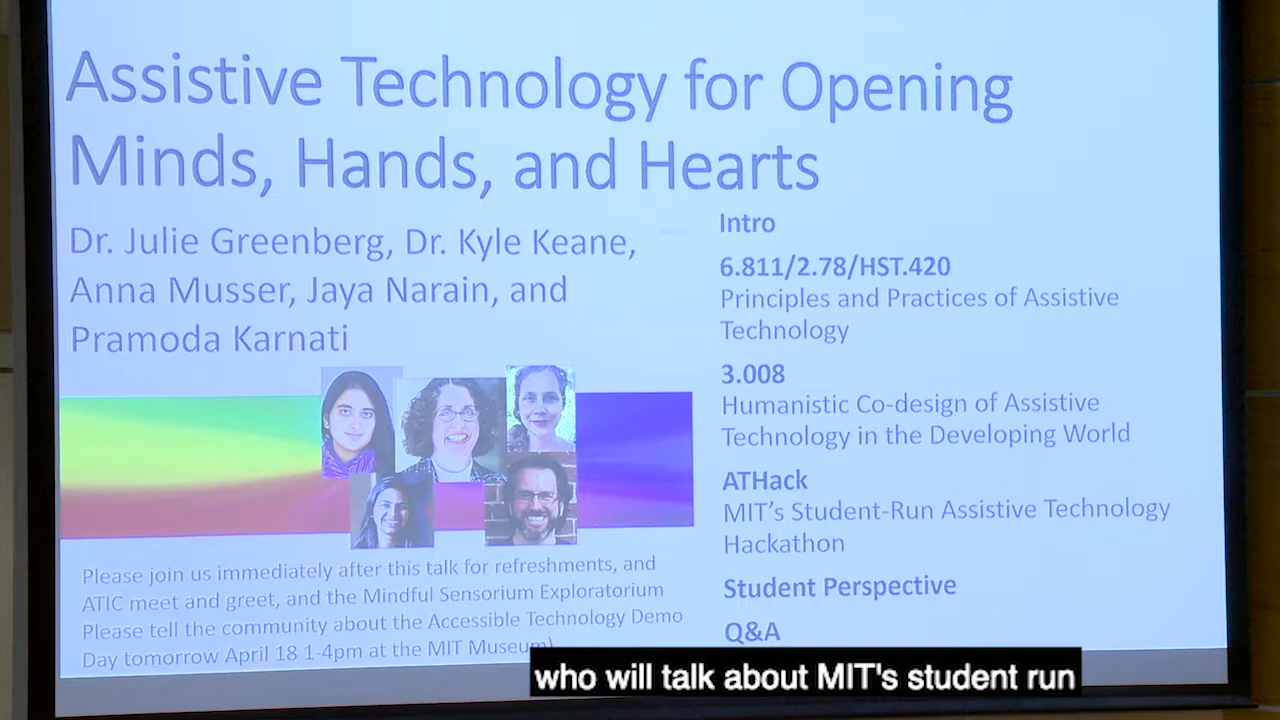 Assistive Technology for Opening
Minds, Hands, and Hearts
Dr. Julie Greenberg, Dr. Kyle Keane,
Anna Musser, Jaya Narain, and
Pramoda Karnati
Please join us immediately after this talk for refreshments, and
ATIC meet and greet, and the Mindful Sensorium Exploratorium
Please tell the community about the Accessible Technology Demo
Day tomorrow April 18 1-4pm at the MIT Museum)
Intro
6.811/2.78/HST.420
Principles and Practices of Assistive
Technology
3.008
Humanistic Co-design of Assistive
Technology in the Developing World
ATHack
MIT's Student-Run Assistive Technology
Hackathon
Student Perspective
Q&A
who will talk about MIT's student run